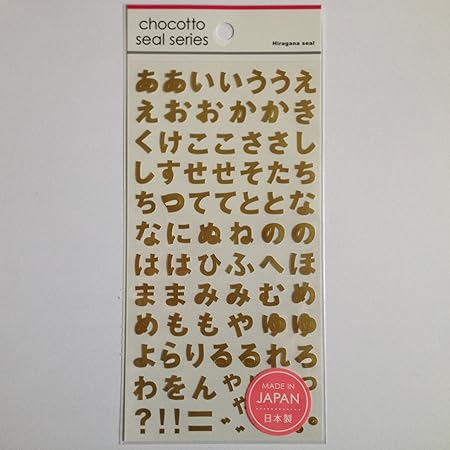 chocotto
seal series
Hiragana seal
ああいいううえ
えおおかかき
くけここささし
しすせせそたち
ちつててととな
なにぬねのの
ははひふへほ
ままみみむめ
めももやゆゆ
よらりるるれろ
わをん
?!!=
MADE IN
JAPAN
日本製